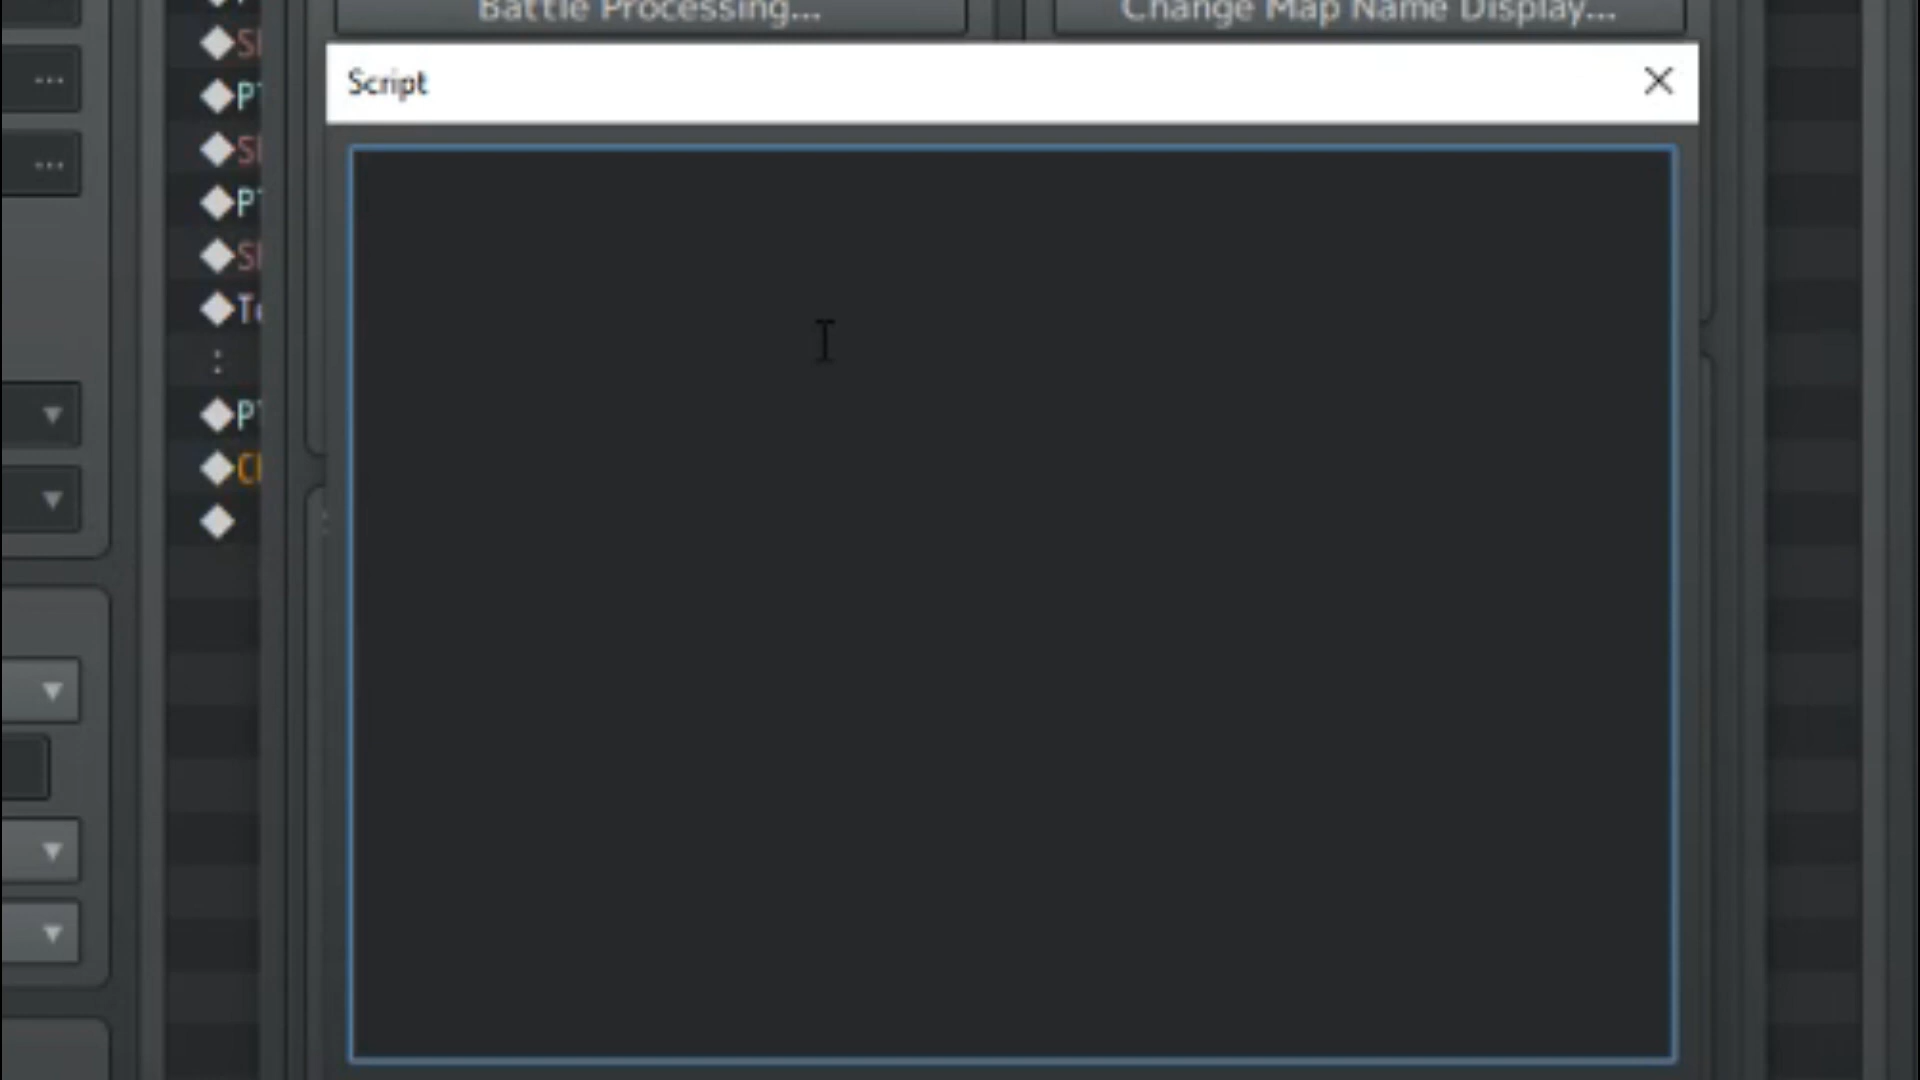 Battle Processing...
Change Map Name Display...
Script
...
...
: